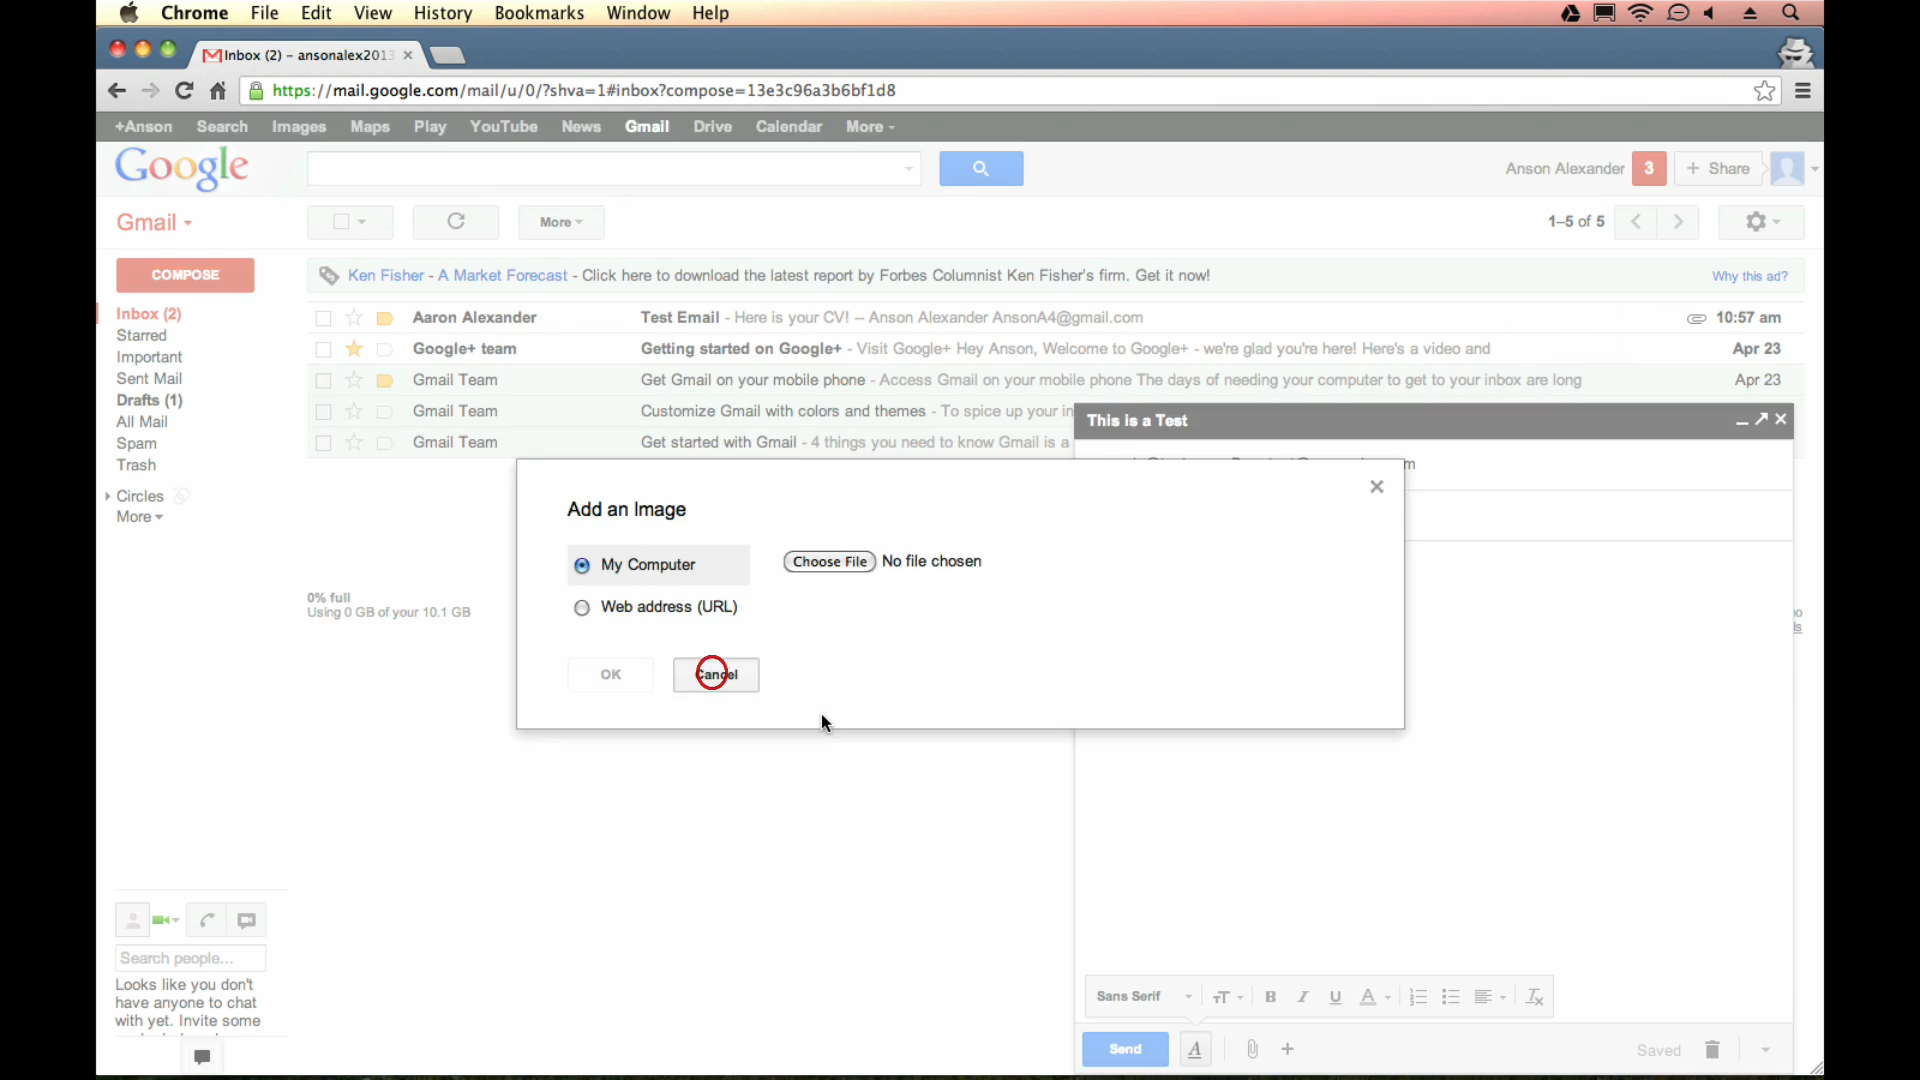 Chrome File Edit View History Bookmarks Window Help
Inbox (2) – ansonalex2013
https://mail.google.com/mail/u/0/?shva=1#inbox?compose=13e3c96a3b6bf1d8
+Anson Search Images Maps Play YouTube News Gmail Drive Calendar More
Google
Anson Alexander 3 + Share
Gmail
More
1–5 of 5
COMPOSE
Ken Fisher - A Market Forecast - Click here to download the latest report by Forbes Columnist Ken Fisher's firm. Get it now! Why this ad?
Inbox (2)
Starred
Important
Sent Mail
Drafts (1)
All Mail
Spam
Trash
Circles
More
Aaron Alexander Test Email - Here is your CV! -- Anson Alexander AnsonA4@gmail.com 10:57 am
Google+ team Getting started on Google+ - Visit Google+ Hey Anson, Welcome to Google+ - we're glad you're here! Here's a video and Apr 23
Gmail Team Get Gmail on your mobile phone - Access Gmail on your mobile phone The days of needing your computer to get to your inbox are long Apr 23
Gmail Team Customize Gmail with colors and themes - To spice up your in
Gmail Team Get started with Gmail - 4 things you need to know Gmail is a
This is a Test
Add an Image
My Computer
Choose File No file chosen
Web address (URL)
OK Cancel
0% full
Using 0 GB of your 10.1 GB
Search people...
Looks like you don't
have anyone to chat
with yet. Invite some
Sans Serif
Send
Saved